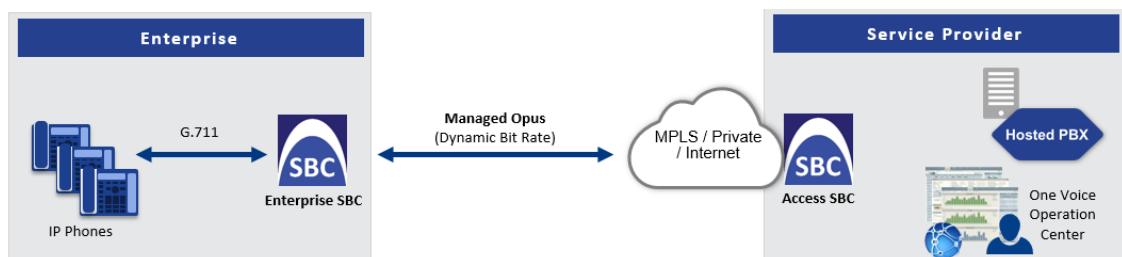 Enterprise
Service Provider
G.711
SBC
Enterprise SBC
IP Phones
Managed Opus
(Dynamic Bit Rate)
MPLS / Private
/ Internet
SBC
Access SBC
Hosted PBX
One Voice
Operation
Center